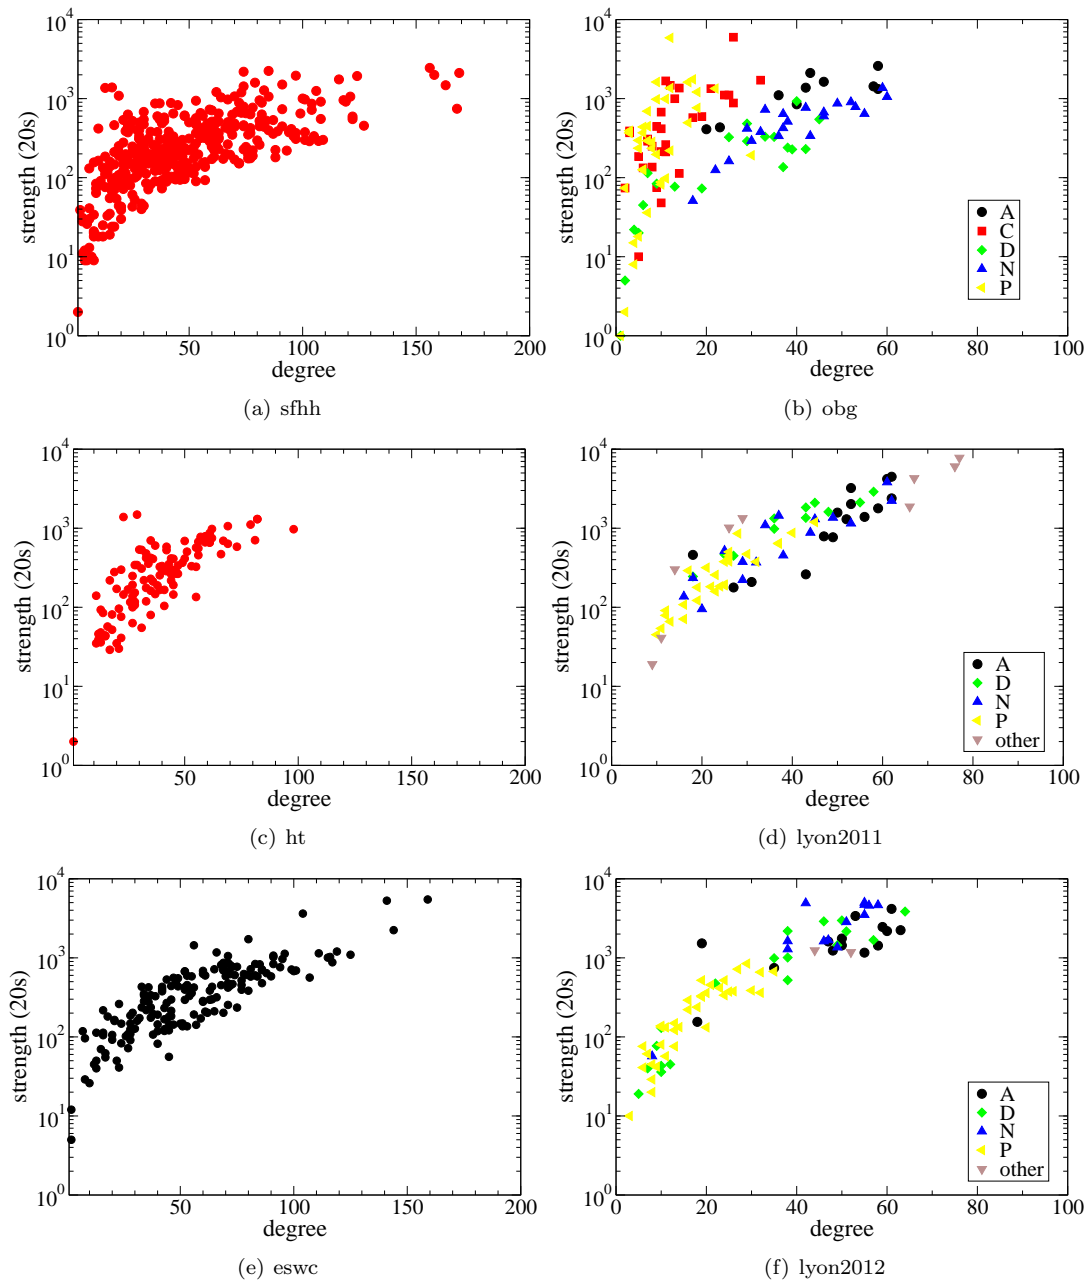 10^4
10^3
10^2
10^1
10^0
strength (20s)
50
100
150
200
degree
(a) sfhh
10^4
10^3
10^2
10^1
10^0
strength (20s)
0
20
40
60
80
100
degree
A
C
D
N
P
(b) obg
10^4
10^3
10^2
10^1
10^0
strength (20s)
50
100
150
200
degree
(c) ht
10^4
10^3
10^2
10^1
10^0
strength (20s)
0
20
40
60
80
100
degree
A
D
N
P
other
(d) lyon2011
10^4
10^3
10^2
10^1
10^0
strength (20s)
50
100
150
200
degree
(e) eswc
10^4
10^3
10^2
10^1
10^0
strength (20s)
0
20
40
60
80
100
degree
A
D
N
P
other
(f) lyon2012